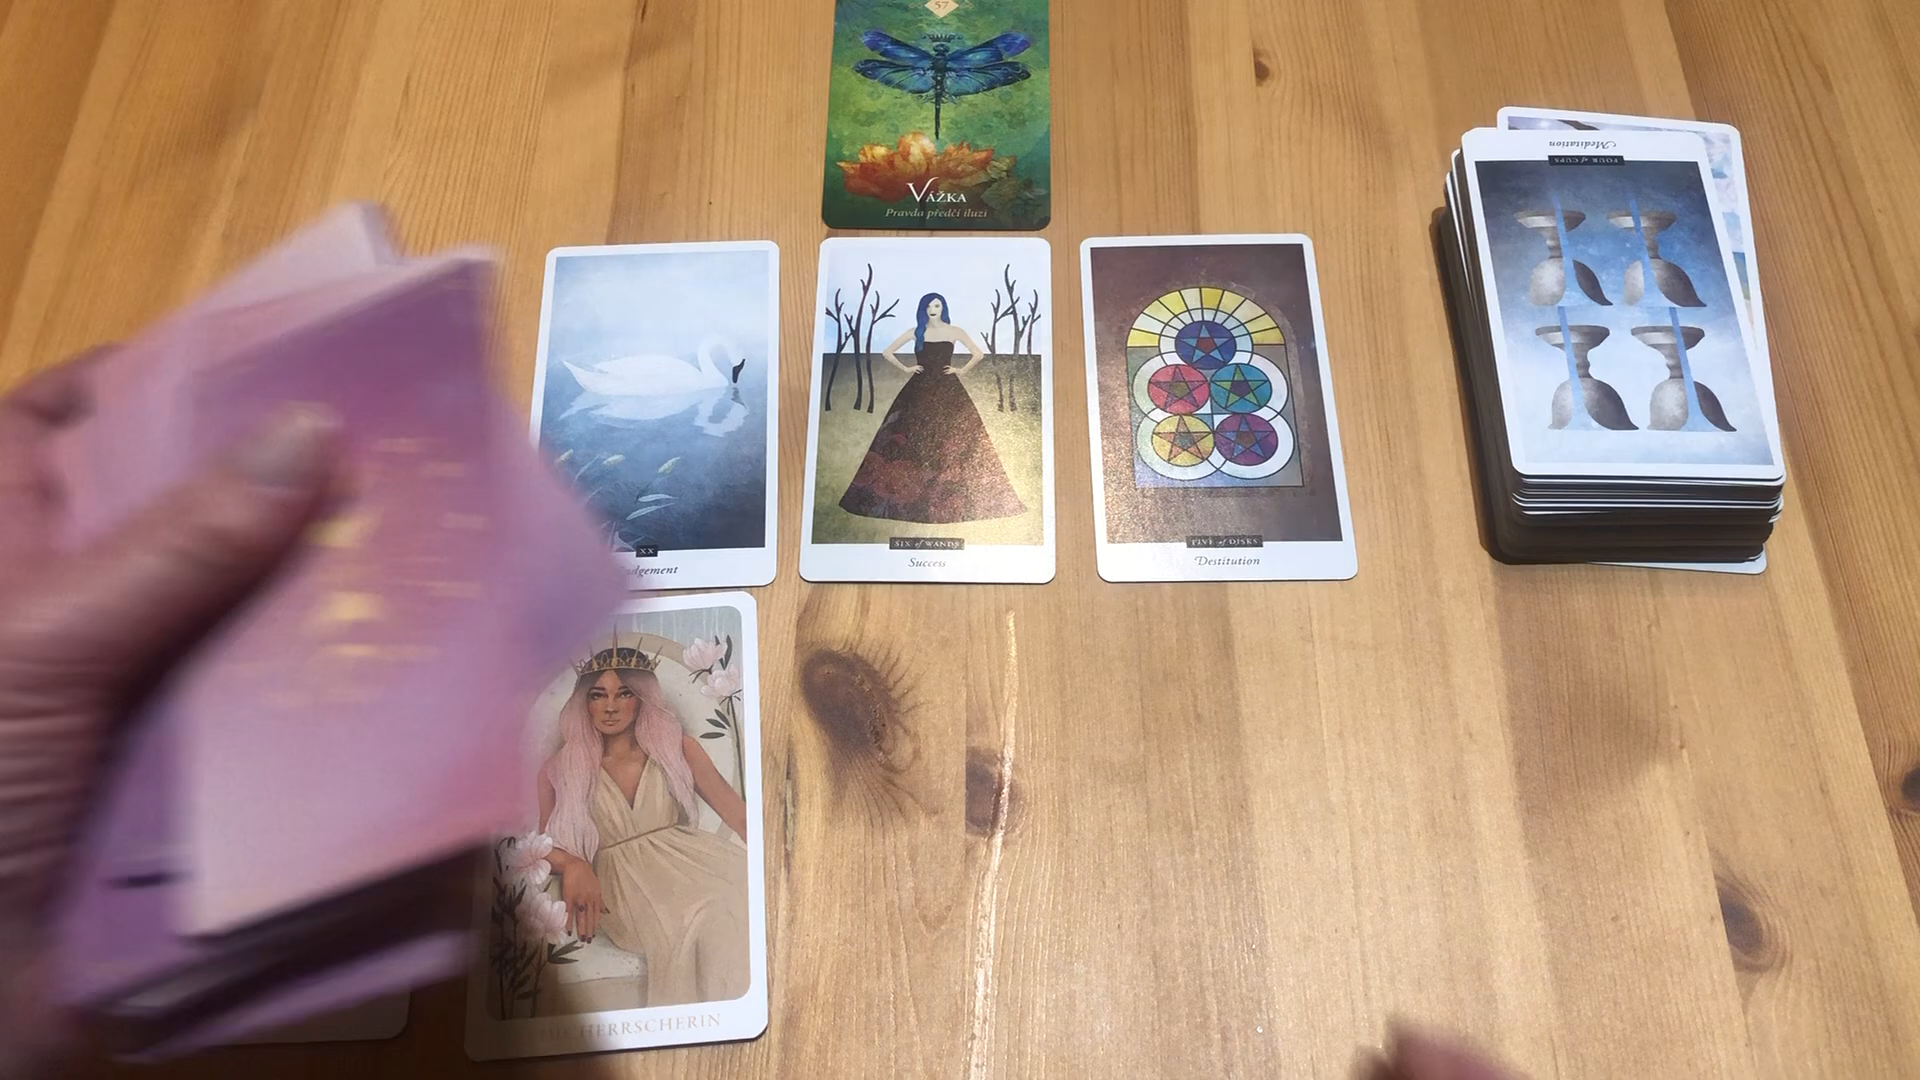 57
VÁŽKA
Pravda předčí iluzi
Meditation
FOUR of CUPS
XX
SIX of WANDS
Success
FIVE of DISKS
Destitution
HERRSCHERIN